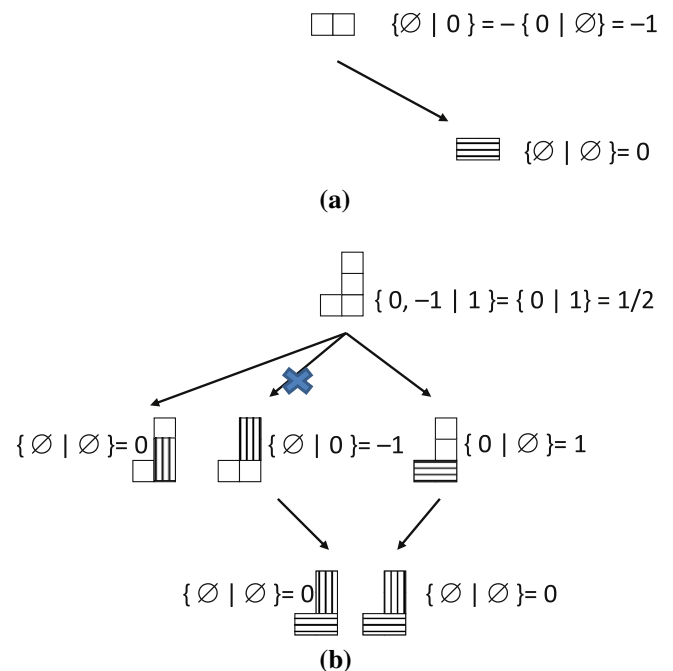 {∅ | 0 } = – { 0 | ∅} = –1
{∅ | ∅ }= 0
(a)
{ 0, –1 | 1 }= { 0 | 1} = 1/2
{ ∅ | ∅ }= 0 { ∅ | 0 }= –1 { 0 | ∅ }= 1
{ ∅ | ∅ }= 0 { ∅ | ∅ }= 0
(b)